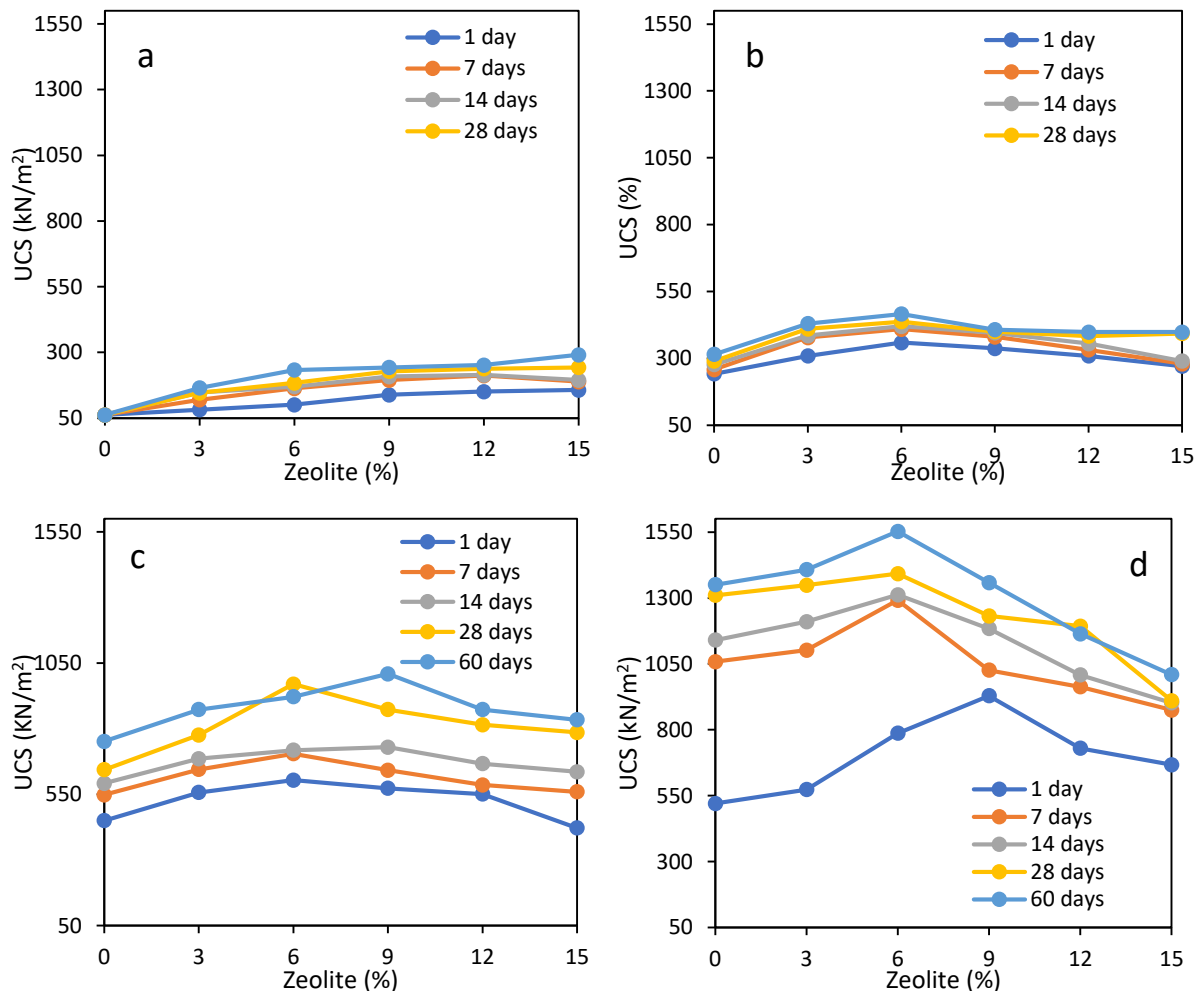 a
UCS (kN/m²)
1550
1300
1050
800
550
300
50
1 day
7 days
14 days
28 days
0 3 6 9 12 15
Zeolite (%)
b
UCS (%)
1550
1300
1050
800
550
300
50
1 day
7 days
14 days
28 days
0 3 6 9 12 15
Zeolite (%)
c
UCS (KN/m²)
1550
1050
550
50
1 day
7 days
14 days
28 days
60 days
0 3 6 9 12 15
Zeolite (%)
d
UCS (kN/m²)
1550
1300
1050
800
550
300
50
1 day
7 days
14 days
28 days
60 days
0 3 6 9 12 15
Zeolite (%)